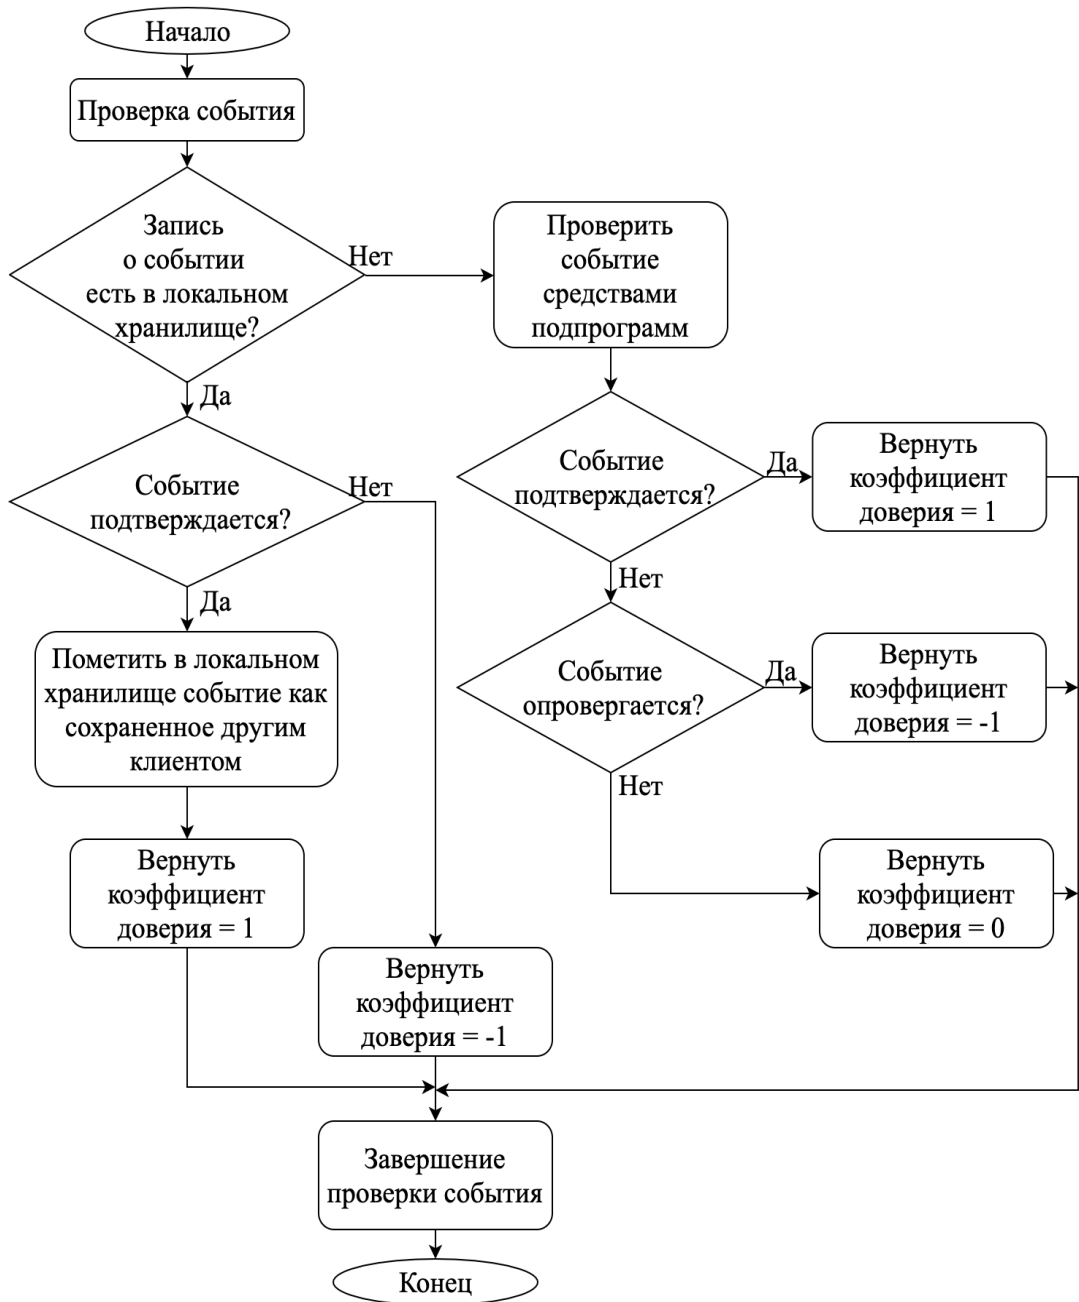 Начало
Проверка события
Запись
о событии
есть в локальном
хранилище?
Нет
Проверить
событие
средствами
подпрограмм
Да
Событие
подтверждается?
Нет
Событие
подтверждается?
Да
Вернуть
коэффициент
доверия = 1
Нет
Да
Пометить в локальном
хранилище событие как
сохраненное другим
клиентом
Событие
опровергается?
Да
Вернуть
коэффициент
доверия = -1
Нет
Вернуть
коэффициент
доверия = 1
Вернуть
коэффициент
доверия = 0
Вернуть
коэффициент
доверия = -1
Завершение
проверки события
Конец